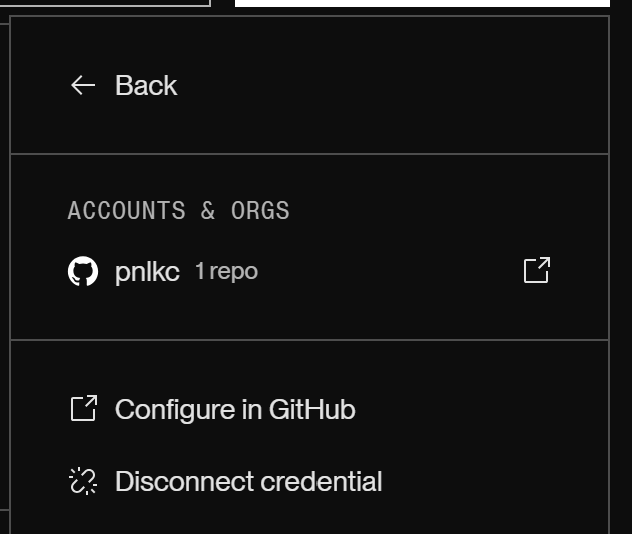 Back
ACCOUNTS & ORGS
pnlkc 1 repo
Configure in GitHub
Disconnect credential